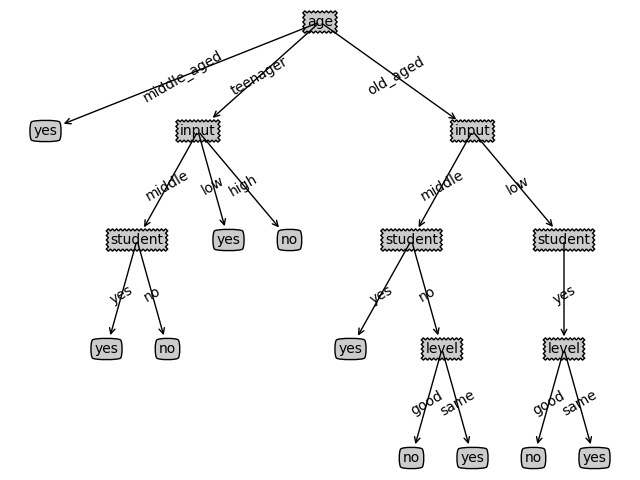 age
middle_aged
teenager
old_aged
yes
input
input
middle
low
high
middle
low
student
yes
no
student
student
yes
no
yes
no
yes
yes
no
yes
level
level
good
same
good
same
no
yes
no
yes